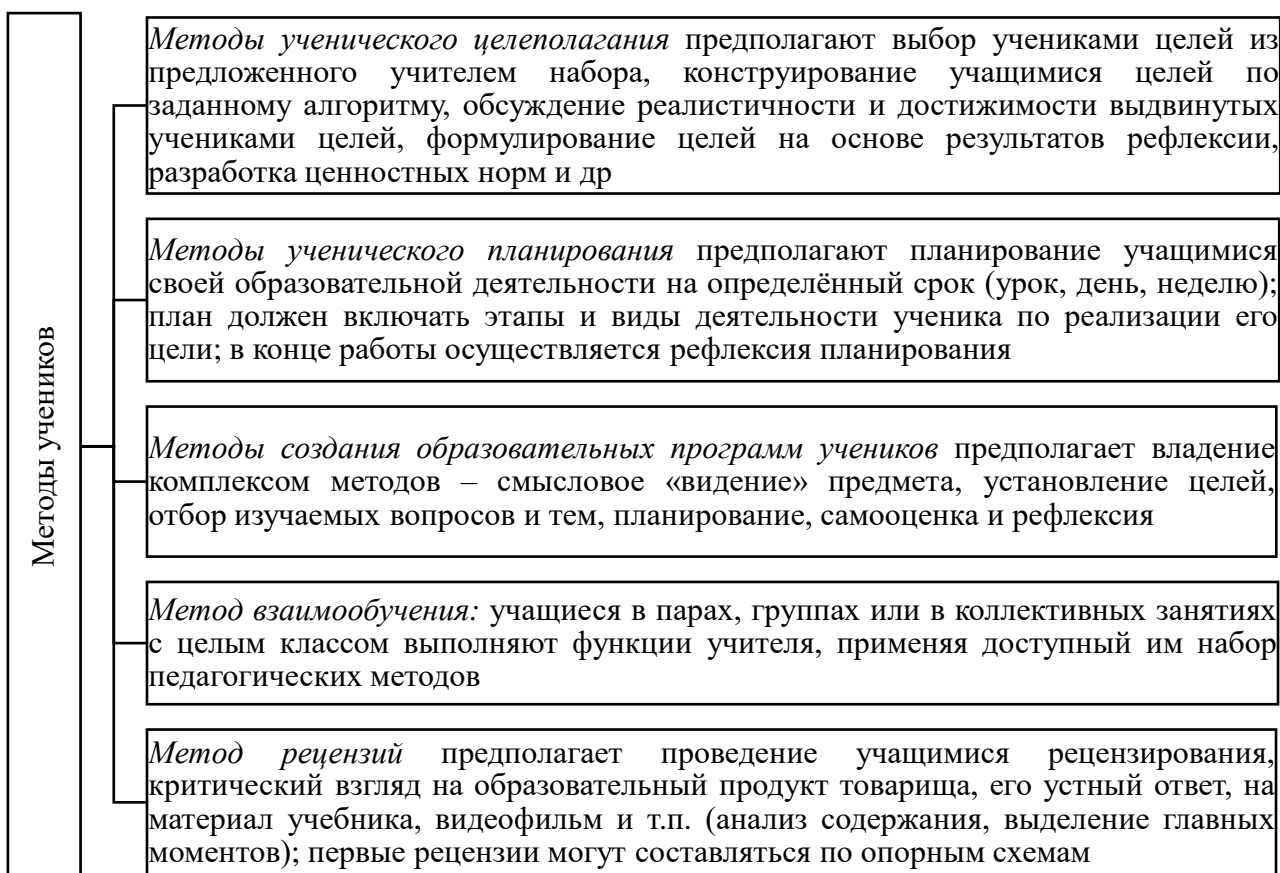 Методы учеников
Методы ученического целеполагания предполагают выбор учениками целей из
предложенного учителем набора, конструирование учащимися целей по
заданному алгоритму, обсуждение реалистичности и достижимости выдвинутых
учениками целей, формулирование целей на основе результатов рефлексии,
разработка ценностных норм и др
Методы ученического планирования предполагают планирование учащимися
своей образовательной деятельности на определённый срок (урок, день, неделю);
план должен включать этапы и виды деятельности ученика по реализации его
цели; в конце работы осуществляется рефлексия планирования
Методы создания образовательных программ учеников предполагает владение
комплексом методов – смысловое «видение» предмета, установление целей,
отбор изучаемых вопросов и тем, планирование, самооценка и рефлексия
Метод взаимообучения: учащиеся в парах, группах или в коллективных занятиях
с целым классом выполняют функции учителя, применяя доступный им набор
педагогических методов
Метод рецензий предполагает проведение учащимися рецензирования,
критический взгляд на образовательный продукт товарища, его устный ответ, на
материал учебника, видеофильм и т.п. (анализ содержания, выделение главных
моментов); первые рецензии могут составляться по опорным схемам